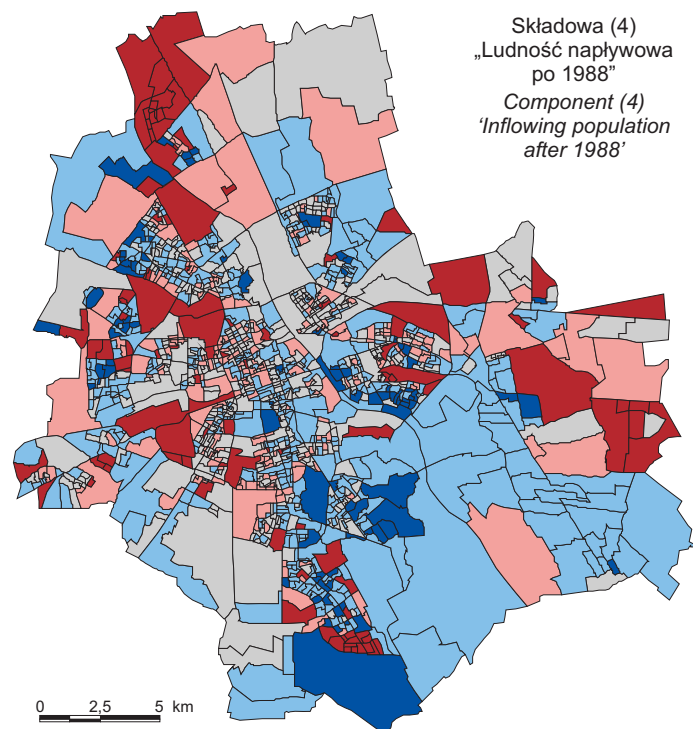 Składowa (4)
„Ludność napływowa
po 1988”
Component (4)
‘Inflowing population
after 1988’
0 2,5 5 km